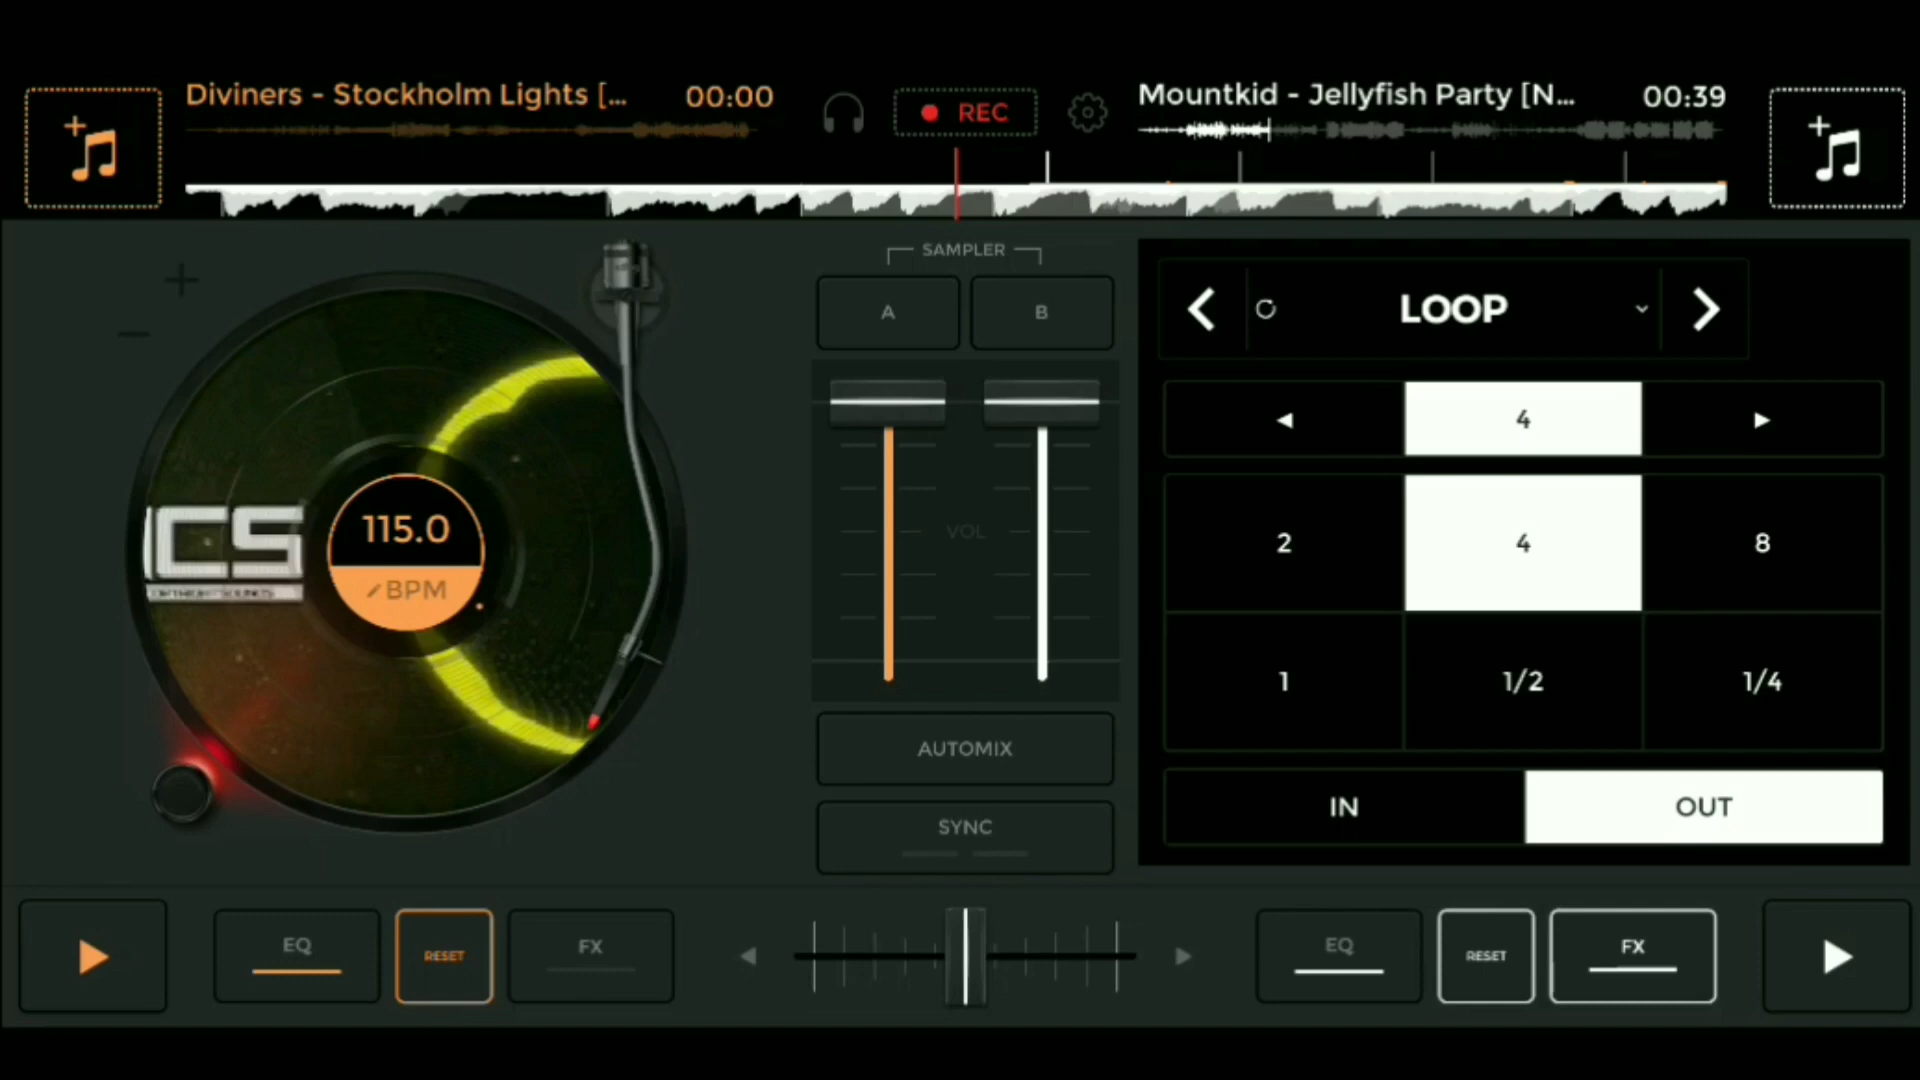 Diviners - Stockholm Lights [...
00:00
REC
Mountkid - Jellyfish Party [N...
00:39
SAMPLER
A
B
LOOP
4
2
4
8
VOL
1
1/2
1/4
115.0
BPM
CS
AUTOMIX
IN
OUT
SYNC
EQ
RESET
FX
EQ
RESET
FX